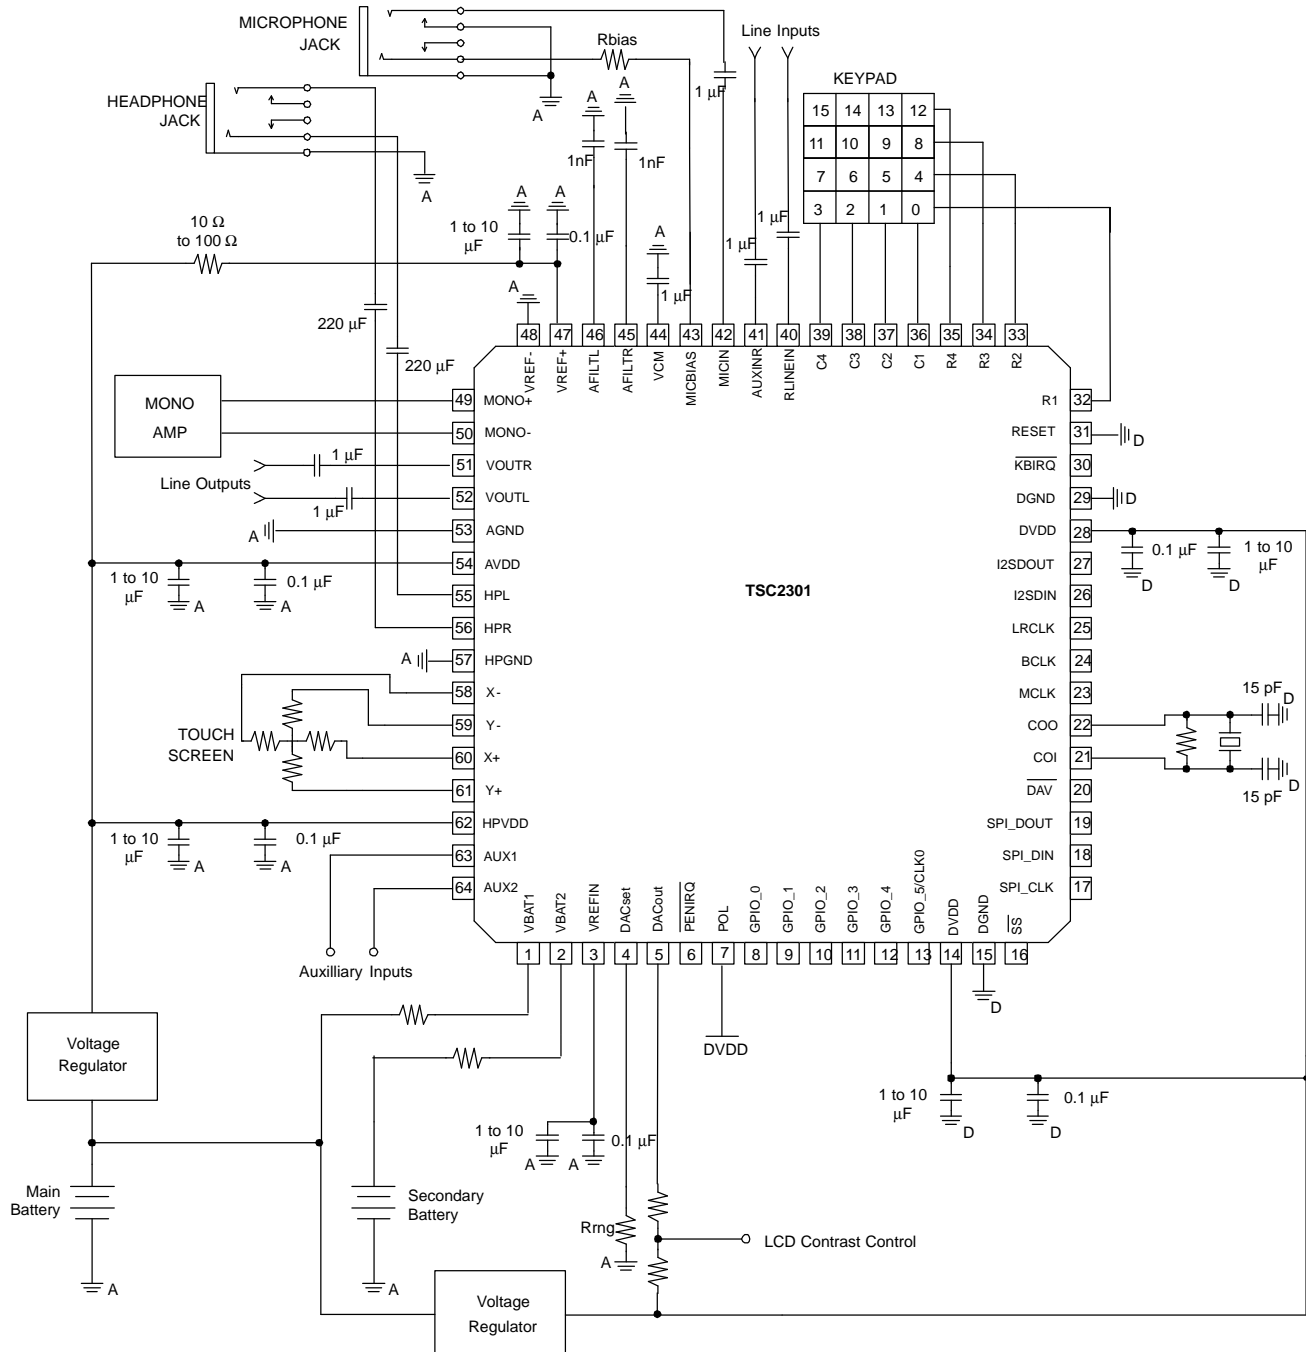 MICROPHONE
JACK
Rbias
Line Inputs
HEADPHONE
JACK
A
A
A
A
1 μF
KEYPAD
15 14 13 12
11 10 9 8
7 6 5 4
3 2 1 0
1nF
1nF
10 Ω
to 100 Ω
1 to 10
μF
A
A
0.1 μF
A
A
1 μF
1 μF
1 μF
220 μF
220 μF
48 47 46 45 44 43 42 41 40 39 38 37 36 35 34 33
VREF- VREF+ AFILTL AFILTR VCM MICBIAS MICIN AUXINR RLINEIN C4 C3 C2 C1 R4 R3 R2
MONO
AMP
49 MONO+
50 MONO-
1 μF
51 VOUTR
Line Outputs
52 VOUTL
1 μF
A 53 AGND
54 AVDD
1 to 10
μF
A
0.1 μF
A
55 HPL
56 HPR
A 57 HPGND
58 X-
59 Y-
TOUCH
SCREEN
60 X+
61 Y+
62 HPVDD
1 to 10
μF
A
0.1 μF
A
63 AUX1
64 AUX2
Auxilliary Inputs
TSC2301
R1 32
RESET 31 D
KBIRQ 30
DGND 29 D
DVDD 28
0.1 μF
D
1 to 10
μF
D
I2SDOUT 27
I2SDIN 26
LRCLK 25
BCLK 24
MCLK 23
15 pF
D
COO 22
COI 21
D
15 pF
DAV 20
SPI_DOUT 19
SPI_DIN 18
SPI_CLK 17
VBAT1 VBAT2 VREFIN DACset DACout PENIRQ POL GPIO_0 GPIO_1 GPIO_2 GPIO_3 GPIO_4 GPIO_5/CLK0 DVDD DGND SS
1 2 3 4 5 6 7 8 9 10 11 12 13 14 15 16
D
DVDD
Voltage
Regulator
1 to 10
μF
D
0.1 μF
D
1 to 10
μF
A
0.1 μF
A
Main
Battery
A
Secondary
Battery
A
Rrng
A
LCD Contrast Control
Voltage
Regulator